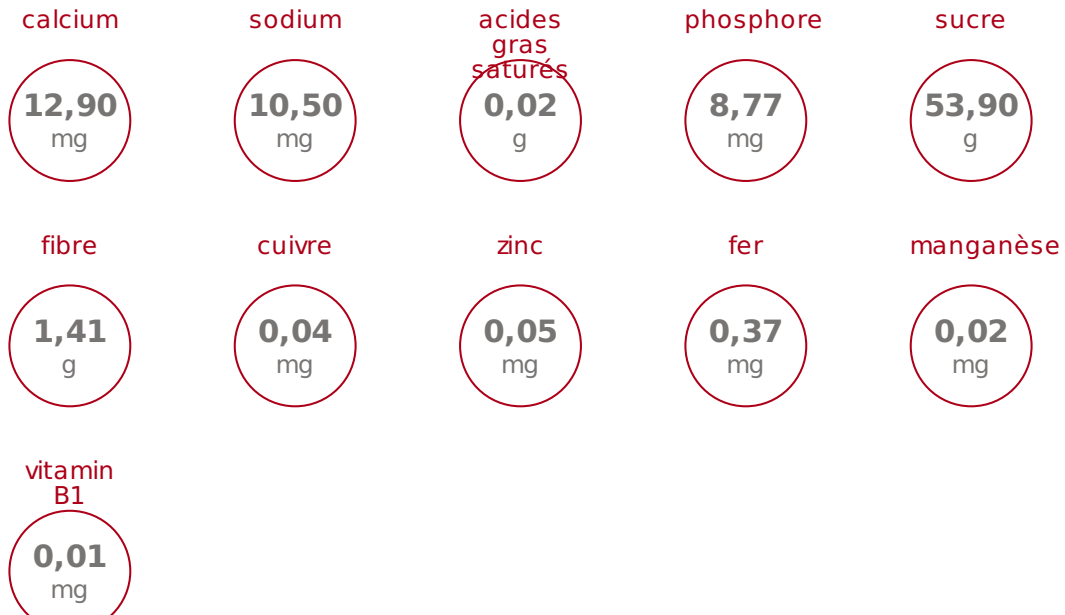 calcium
12,90
mg
sodium
10,50
mg
acides
gras
saturés
0,02
g
phosphore
8,77
mg
sucre
53,90
g
fibre
1,41
g
cuivre
0,04
mg
zinc
0,05
mg
fer
0,37
mg
manganèse
0,02
mg
vitamin
B1
0,01
mg